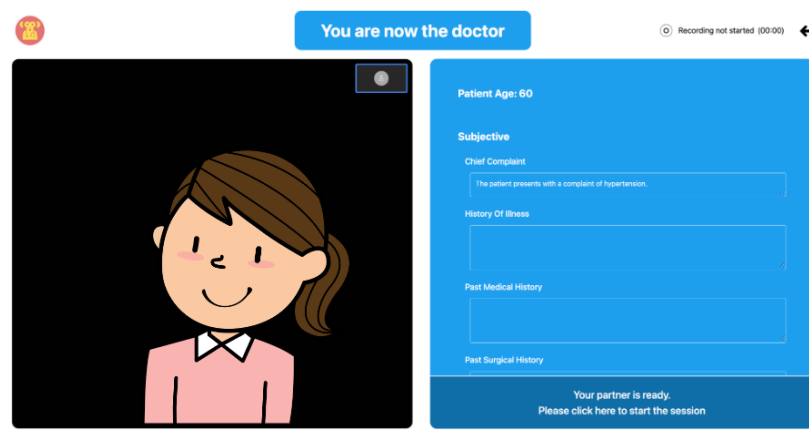 You are now the doctor
Recording not started (00:00)
Patient Age: 60
Subjective
Chief Complaint
The patient presents with a complaint of hypertension.
History Of Illness
Past Medical History
Past Surgical History
Your partner is ready.
Please click here to start the session